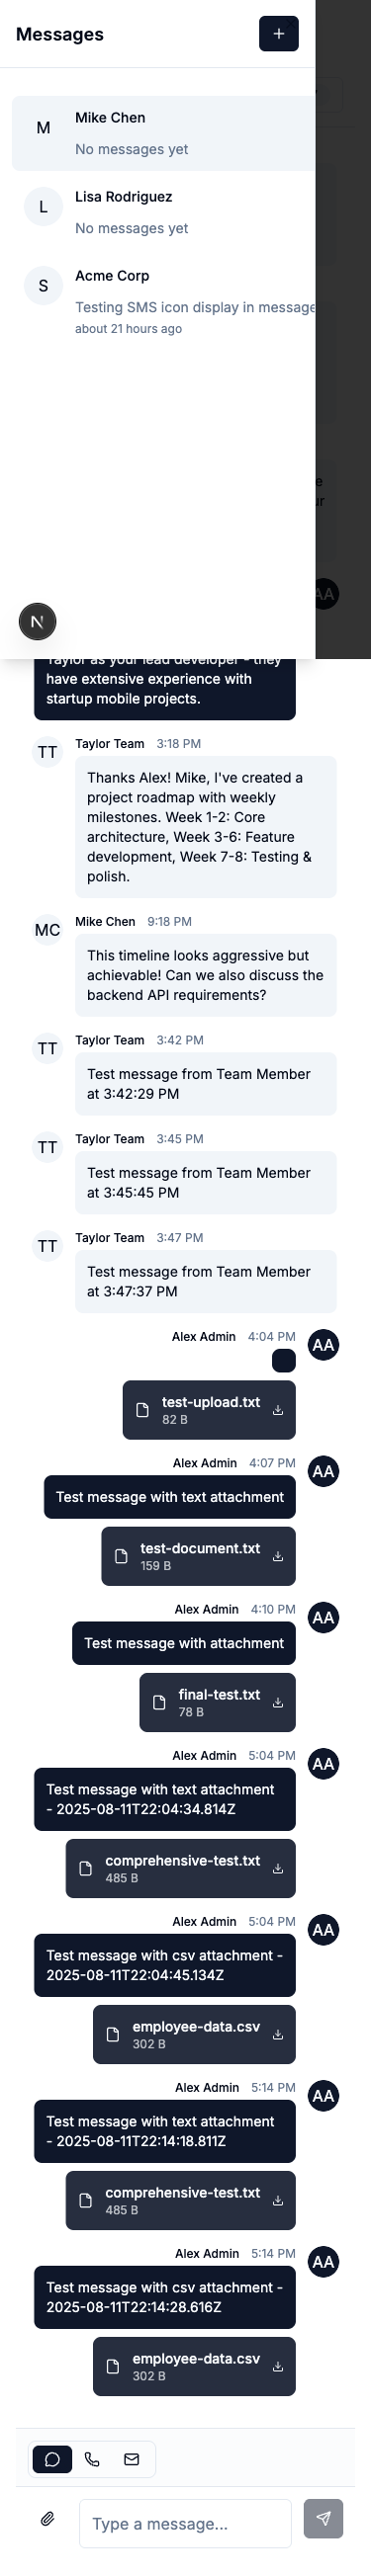 Messages
M
Mike Chen
No messages yet
L
Lisa Rodriguez
No messages yet
S
Acme Corp
Testing SMS icon display in message
about 21 hours ago
AA
N
Taylor as your lead developer - they
have extensive experience with
startup mobile projects.
TT
Taylor Team 3:18 PM
Thanks Alex! Mike, I've created a
project roadmap with weekly
milestones. Week 1-2: Core
architecture, Week 3-6: Feature
development, Week 7-8: Testing &
polish.
MC
Mike Chen 9:18 PM
This timeline looks aggressive but
achievable! Can we also discuss the
backend API requirements?
TT
Taylor Team 3:42 PM
Test message from Team Member
at 3:42:29 PM
TT
Taylor Team 3:45 PM
Test message from Team Member
at 3:45:45 PM
TT
Taylor Team 3:47 PM
Test message from Team Member
at 3:47:37 PM
Alex Admin 4:04 PM
AA
test-upload.txt
82 B
Alex Admin 4:07 PM
AA
Test message with text attachment
test-document.txt
159 B
Alex Admin 4:10 PM
AA
Test message with attachment
final-test.txt
78 B
Alex Admin 5:04 PM
AA
Test message with text attachment
- 2025-08-11T22:04:34.814Z
comprehensive-test.txt
485 B
Alex Admin 5:04 PM
AA
Test message with csv attachment -
2025-08-11T22:04:45.134Z
employee-data.csv
302 B
Alex Admin 5:14 PM
AA
Test message with text attachment
- 2025-08-11T22:14:18.811Z
comprehensive-test.txt
485 B
Alex Admin 5:14 PM
AA
Test message with csv attachment -
2025-08-11T22:14:28.616Z
employee-data.csv
302 B
Type a message...